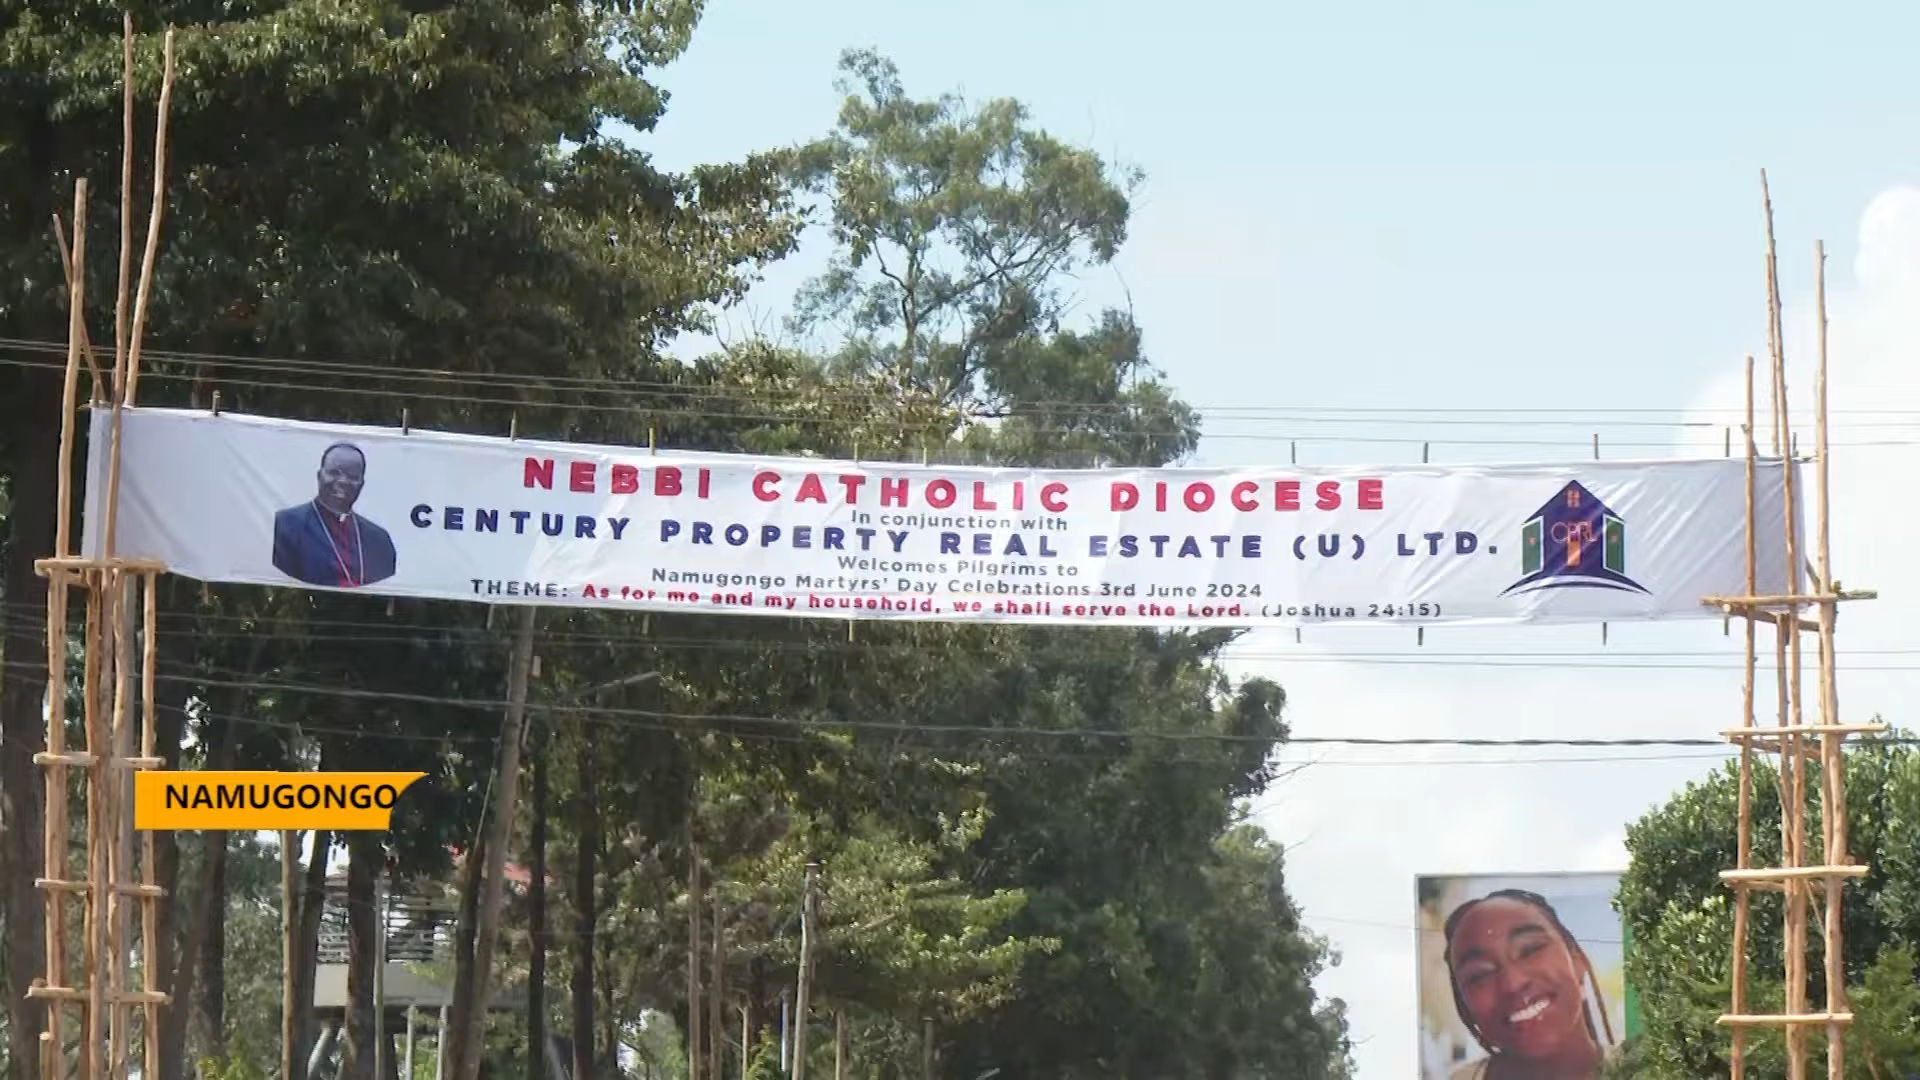 NEBBI CATHOLIC DIOCESE
In conjunction with
CENTURY PROPERTY REAL ESTATE (U) LTD.
Welcomes Pilgrims to
Namugongo Martyrs' Day Celebrations 3rd June 2024
THEME: As for me and my household, we shall serve the Lord. (Joshua 24:15)
CPRL
NAMUGONGO